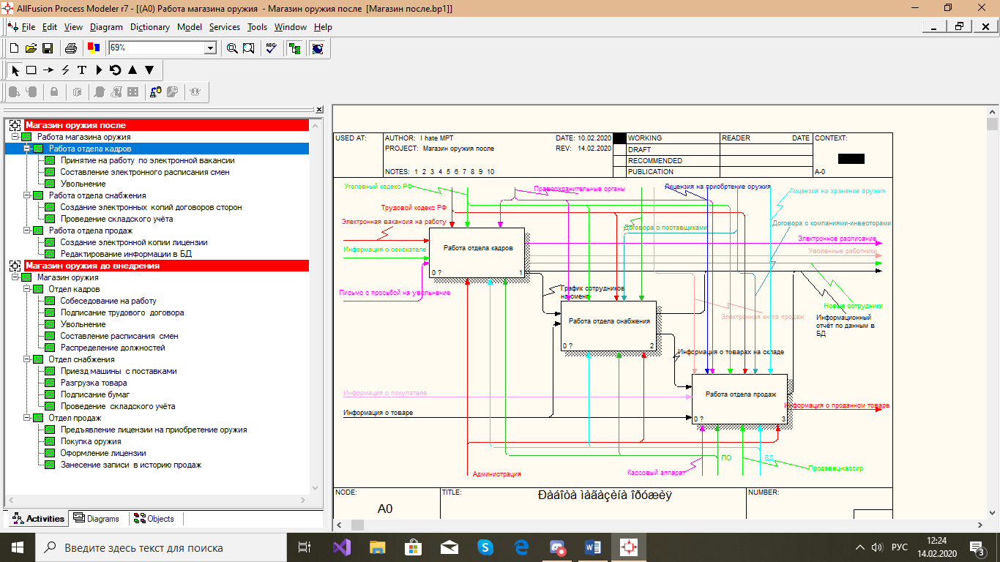 AllFusion Process Modeler r7 - [(A0) Работа магазина оружия - Магазин оружия после [Магазин после.bp1]]
File Edit View Diagram Dictionary Model Services Tools Window Help
69%
ABC
Магазин оружия после
Работа магазина оружия
Работа отдела кадров
Принятие на работу по электронной вакансии
Составление электронного расписания смен
Увольнение
Работа отдела снабжения
Создание электронных копий договоров сторон
Проведение складского учёта
Работа отдела продаж
Создание электронной копии лицензии
Редактирование информации в БД
Магазин оружия до внедрения
Магазин оружия
Отдел кадров
Собеседование на работу
Подписание трудового договора
Увольнение
Составление расписания смен
Распределение должностей
Отдел снабжения
Приезд машины с поставками
Разгрузка товара
Подписание бумаг
Проведение складского учёта
Отдел продаж
Предъявление лицензии на приобретение оружия
Покупка оружия
Оформление лицензии
Занесение записи в историю продаж
Activities Diagrams Objects
USED AT: AUTHOR: I hate MPT DATE: 10.02.2020 WORKING READER DATE CONTEXT:
PROJECT: Магазин оружия после REV: 14.02.2020 DRAFT
RECOMMENDED
NOTES: 1 2 3 4 5 6 7 8 9 10 PUBLICATION A-0
Уголовный кодекс РФ
Правоохранительные органы
Лицензия на приобртение оружия
Лицензия на хранение оружия
Трудовой кодекс РФ
Электронная вакансия на работу
Договора с поставщиками
Договора с компаниями-инвесторами
Электронное расписание
Информация о соискателе
Работа отдела кадров
0 ? 1
Уволенные работники
Письмо с просьбой на увольнение
График сотрудников
на смене
Новые сотрудники
Электронная книга продаж
Информационный
отчёт по данным в
БД
Работа отдела снабжения
0 ? 2
Информация о товарах на складе
Информация о покупателе
Работа отдела продаж
0 ? 3
Информация о проданном товаре
Информация о товаре
ПО
БД
Продавец-кассир
Кассовый аппарат
Администрация
NODE: TITLE: NUMBER:
A0 Ðàáîòà ìàãàçèíà îðóæèÿ
Введите здесь текст для поиска
РУС
12:24
14.02.2020
3